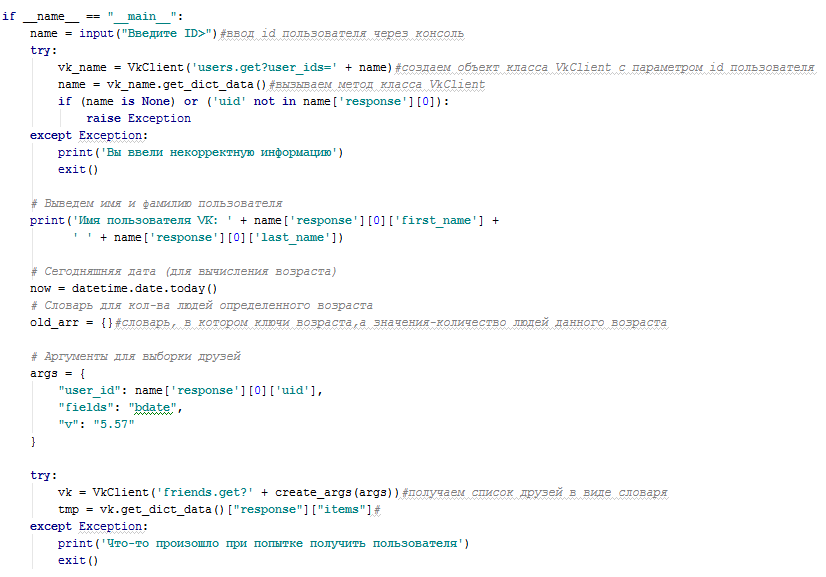 if __name__ == "__main__":
    name = input("Введите ID>")#ввод id пользователя через консоль
    try:
        vk_name = VkClient('users.get?user_ids=' + name)#создаем объект класса VkClient с параметром id пользователя
        name = vk_name.get_dict_data()#вызываем метод класса VkClient
        if (name is None) or ('uid' not in name['response'][0]):
            raise Exception
    except Exception:
        print('Вы ввели некорректную информацию')
        exit()

    # Выведем имя и фамилию пользователя
    print('Имя пользователя VK: ' + name['response'][0]['first_name'] +
          ' ' + name['response'][0]['last_name'])

    # Сегодняшняя дата (для вычисления возраста)
    now = datetime.date.today()
    # Словарь для кол-ва людей определенного возраста
    old_arr = {}#словарь, в котором ключи возраста,а значения-количество людей данного возраста

    # Аргументы для выборки друзей
    args = {
        "user_id": name['response'][0]['uid'],
        "fields": "bdate",
        "v": "5.57"
    }

    try:
        vk = VkClient('friends.get?' + create_args(args))#получаем список друзей в виде словаря
        tmp = vk.get_dict_data()["response"]["items"]#
    except Exception:
        print('Что-то произошло при попытке получить пользователя')
        exit()